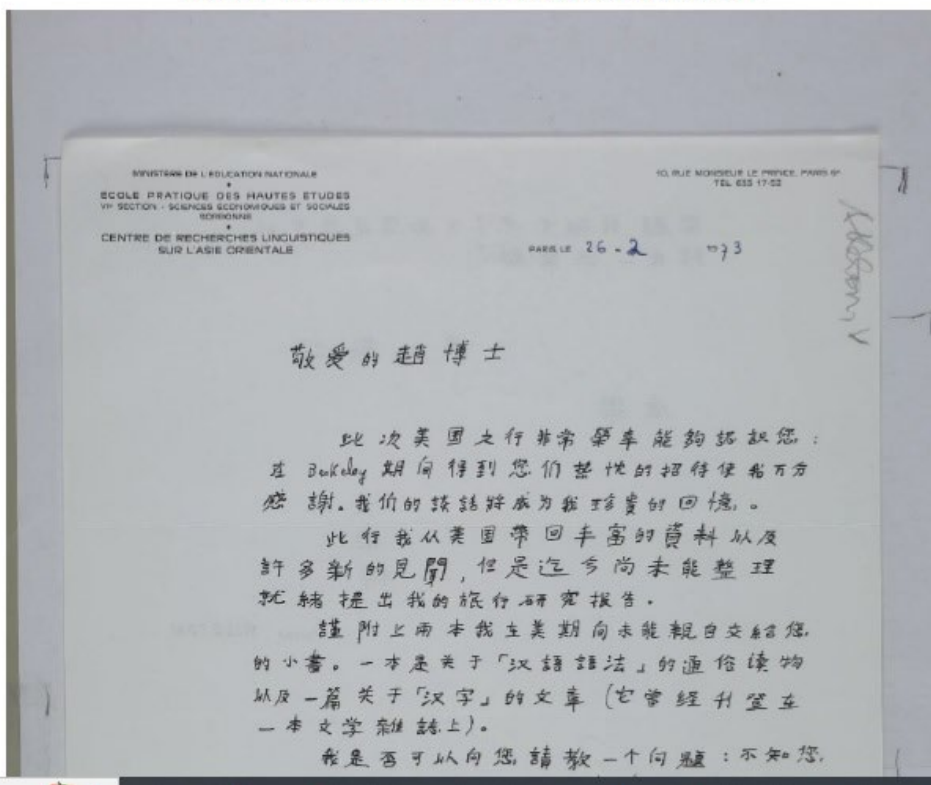 MINISTERE DE L'EDUCATION NATIONALE
ECOLE PRATIQUE DES HAUTES ETUDES
VIe SECTION - SCIENCES ECONOMIQUES ET SOCIALES
SORBONNE
CENTRE DE RECHERCHES LINGUISTIQUES
SUR L'ASIE ORIENTALE
10, RUE MONSIEUR LE PRINCE, PARIS 6e
TEL 633 17-53
PARIS LE 26-2 1973
敬爱的趙博士
此次美国之行非常榮幸能夠認识您:
在 Berkeley 期间得到您们热忱的招待使我万分
感謝。我们的談話将成为我珍貴的回憶。
此行我从美国帶回丰富的資料以及
許多新的見聞,但是迄今尚未能整理
就緒提出我的旅行研究报告.
謹附上兩本我在美期间未能親自交給您
的小書。一本是关于「汉語語法」的通俗读物
以及一篇关于「汉字」的文章(它曾經刊登在
一本文学雜誌上)。
我是否可以向您請教一个问題:不知您